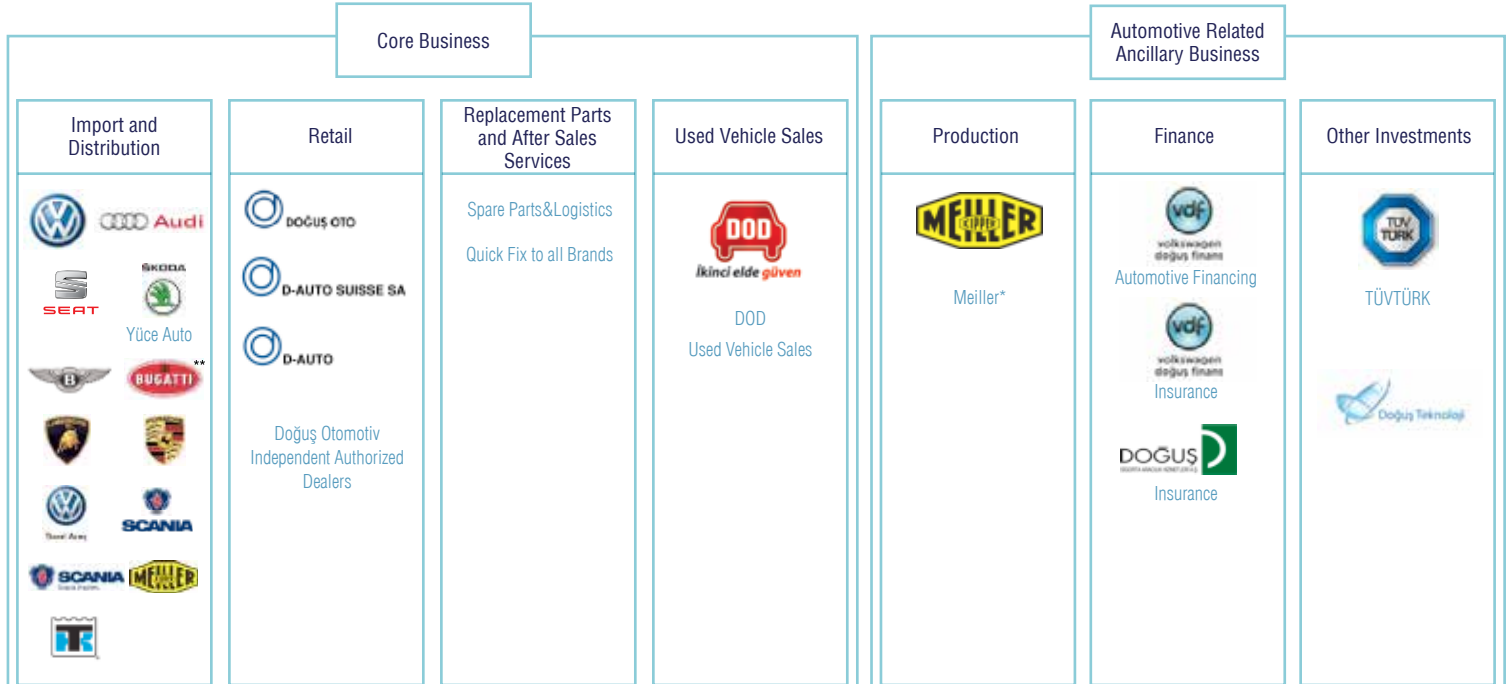 Core Business
Automotive Related
Ancillary Business
Import and
Distribution
Retail
Replacement Parts
and After Sales
Services
Used Vehicle Sales
Production
Finance
Other Investments
Audi
SEAT
ŠKODA
Yüce Auto
B
BUGATTI
**
SCANIA
SCANIA
MEILLER
DOĞUŞ OTO
D-AUTO SUISSE SA
D-AUTO
Doğuş Otomotiv
Independent Authorized
Dealers
Spare Parts&Logistics
Quick Fix to all Brands
DOD
İkinci elde güven
DOD
Used Vehicle Sales
MEILLER
KIPPER
Meiller*
vdf
volkswagen
doğuş finans
Automotive Financing
vdf
volkswagen
doğuş finans
Insurance
DOĞUŞ
Insurance
TÜV
TÜRK
TÜVTÜRK
Doğuş Teknoloji